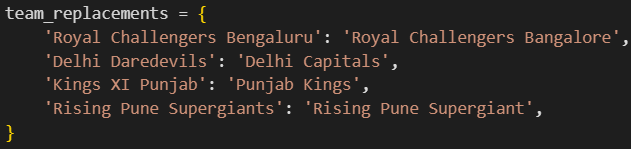 team_replacements = {
    'Royal Challengers Bengaluru': 'Royal Challengers Bangalore',
    'Delhi Daredevils': 'Delhi Capitals',
    'Kings XI Punjab': 'Punjab Kings',
    'Rising Pune Supergiants': 'Rising Pune Supergiant',
}